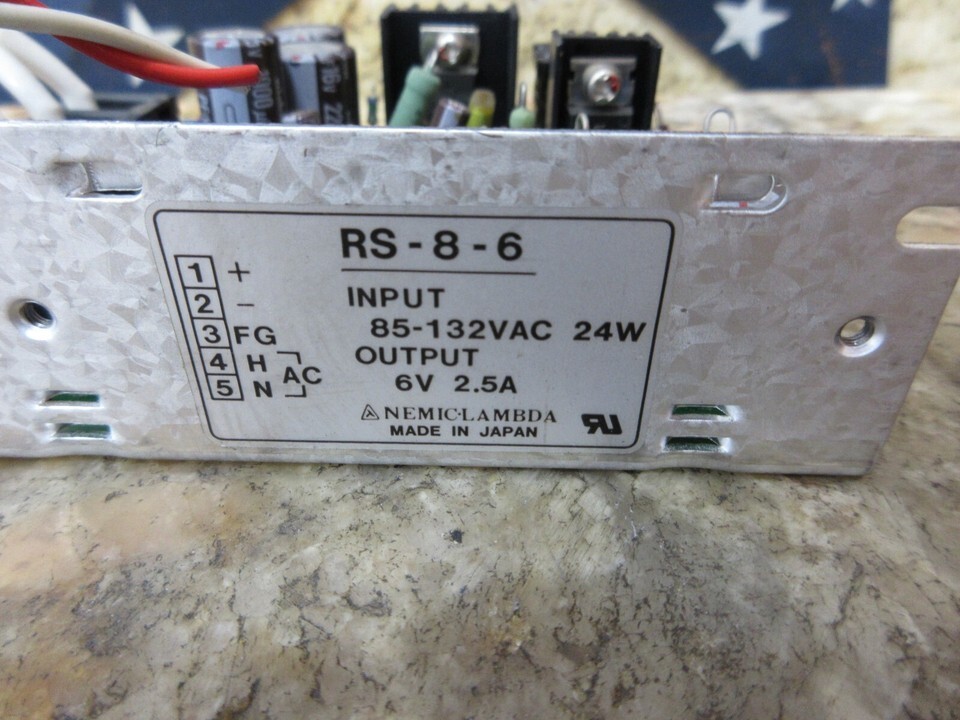 RS-8-6
1 +
2 -
3 FG
4 H
5 N
AC
INPUT
85-132VAC 24W
OUTPUT
6V 2.5A
NEMIC·LAMBDA
MADE IN JAPAN